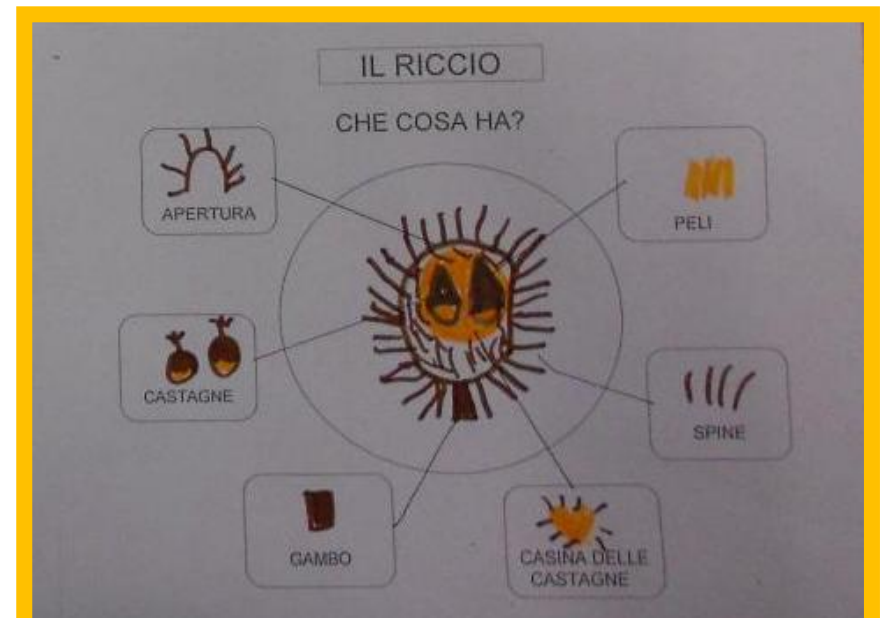 IL RICCIO
CHE COSA HA?
APERTURA
PELI
CASTAGNE
SPINE
GAMBO
CASINA DELLE
CASTAGNE